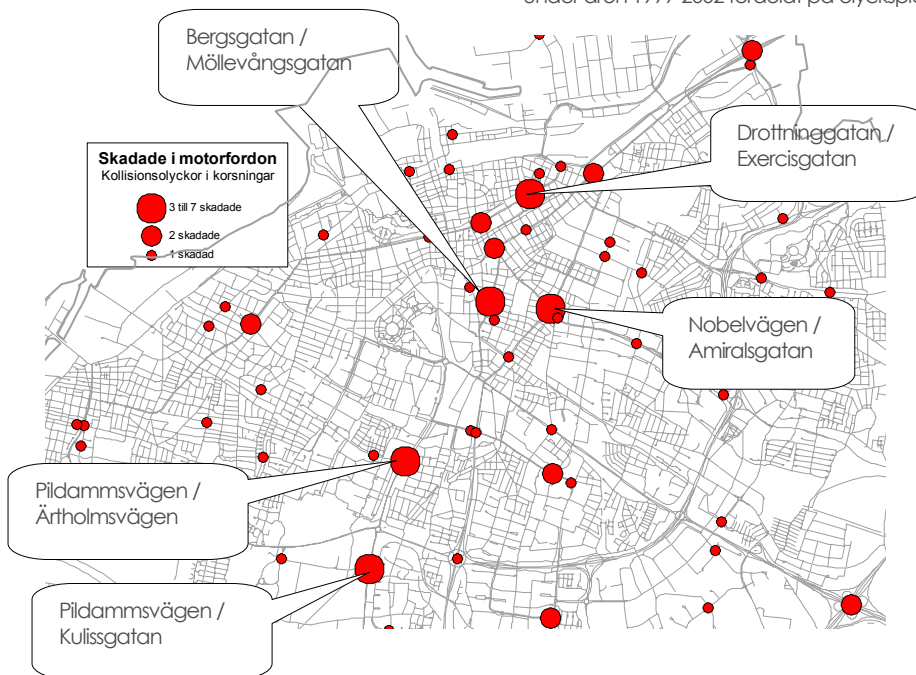 Bergsgatan /
Möllevångsgatan
Drottninggatan /
Exercisgatan
Skadade i motorfordon
Kollisionsolyckor i korsningar
3 till 7 skadade
2 skadade
1 skadad
Nobelvägen /
Amiralsgatan
Pildammsvägen /
Ärtholmsvägen
Pildammsvägen /
Kulissgatan